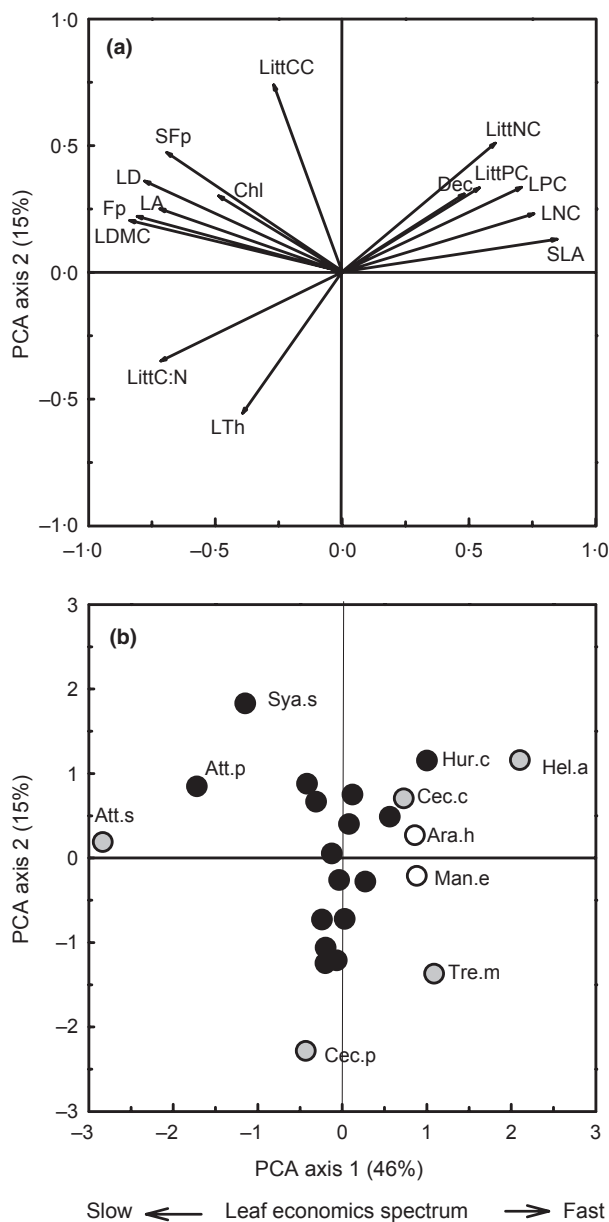 1·0
(a)
LittCC
0·5
SFp
LittNC
LD
Chl
Dec
LittPC
LPC
Fp
LA
LNC
LDMC
SLA
0·0
LittC:N
LTh
–0·5
–1·0
–1·0
–0·5
0·0
0·5
1·0
PCA axis 2 (15%)
3
(b)
2
Sya.s
1
Att.p
Hur.c
Hel.a
Att.s
Cec.c
Ara.h
0
Man.e
–1
Tre.m
–2
Cec.p
–3
–3
–2
–1
0
1
2
3
PCA axis 2 (15%)
PCA axis 1 (46%)
Slow
Leaf economics spectrum
Fast